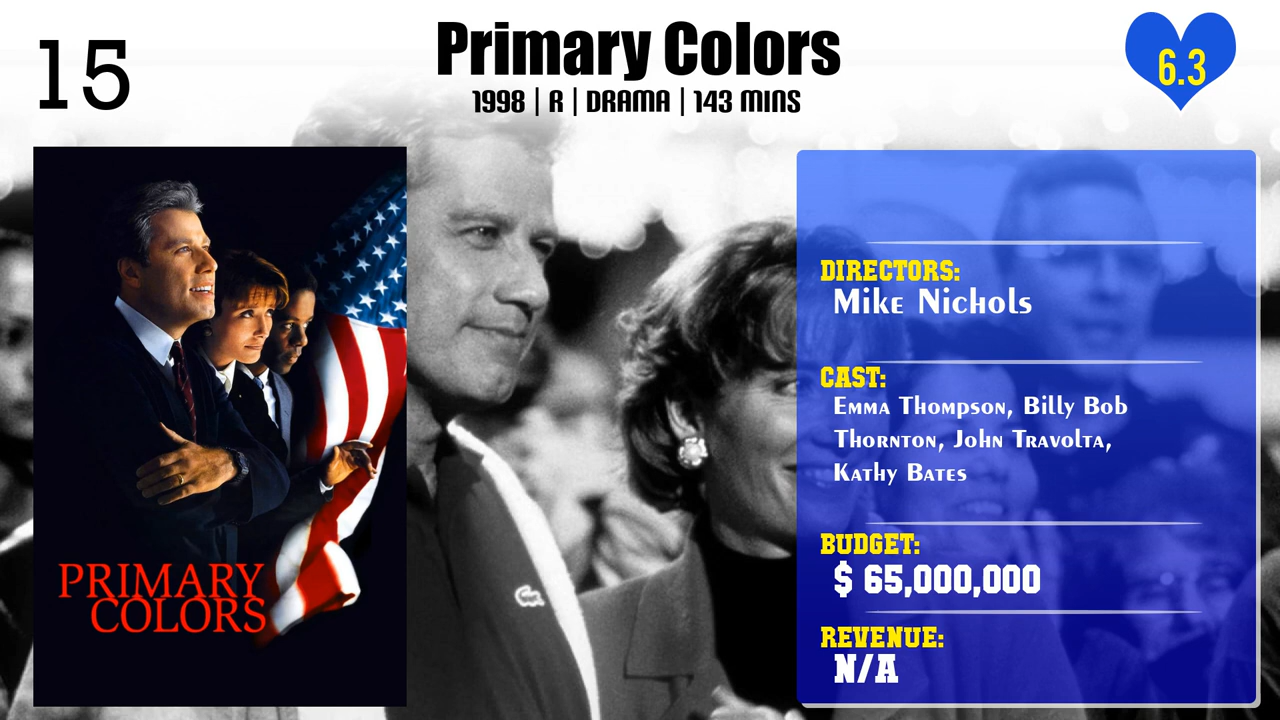 15
Primary Colors
1998 | R | DRAMA | 143 MINS
6.3
PRIMARY
COLORS
DIRECTORS:
Mike Nichols
CAST:
Emma Thompson, Billy Bob
Thornton, John Travolta,
Kathy Bates
BUDGET:
$ 65,000,000
REVENUE:
N/A